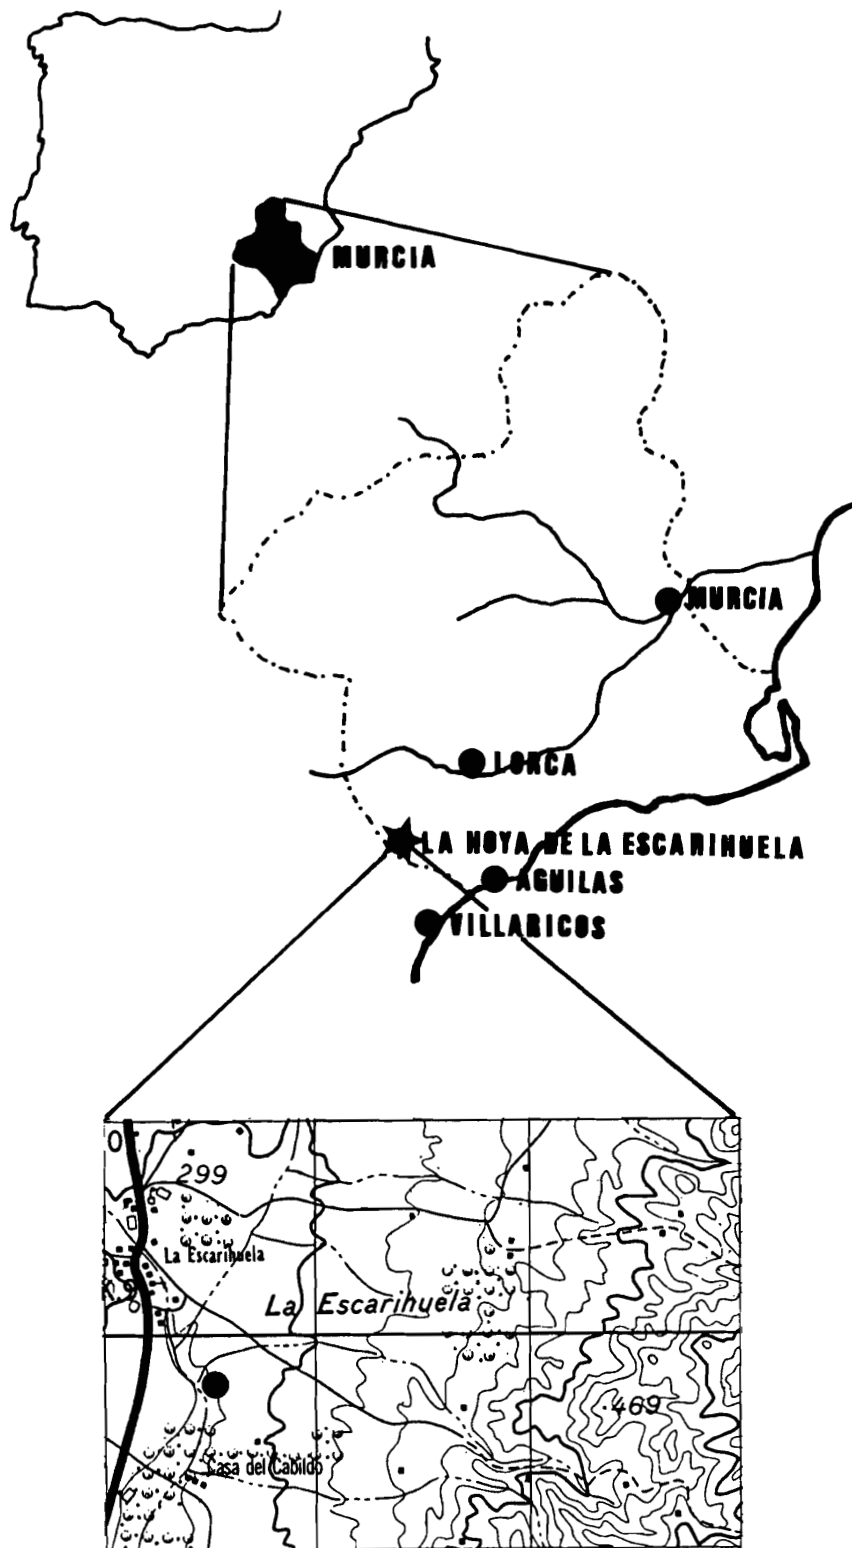 MURCIA
MURCIA
LORCA
LA HOYA DE LA ESCARIHUELA
AGUILAS
VILLARICOS
0
299
La Escarihuela
La Escarihuela
469
Casa del Cabildo